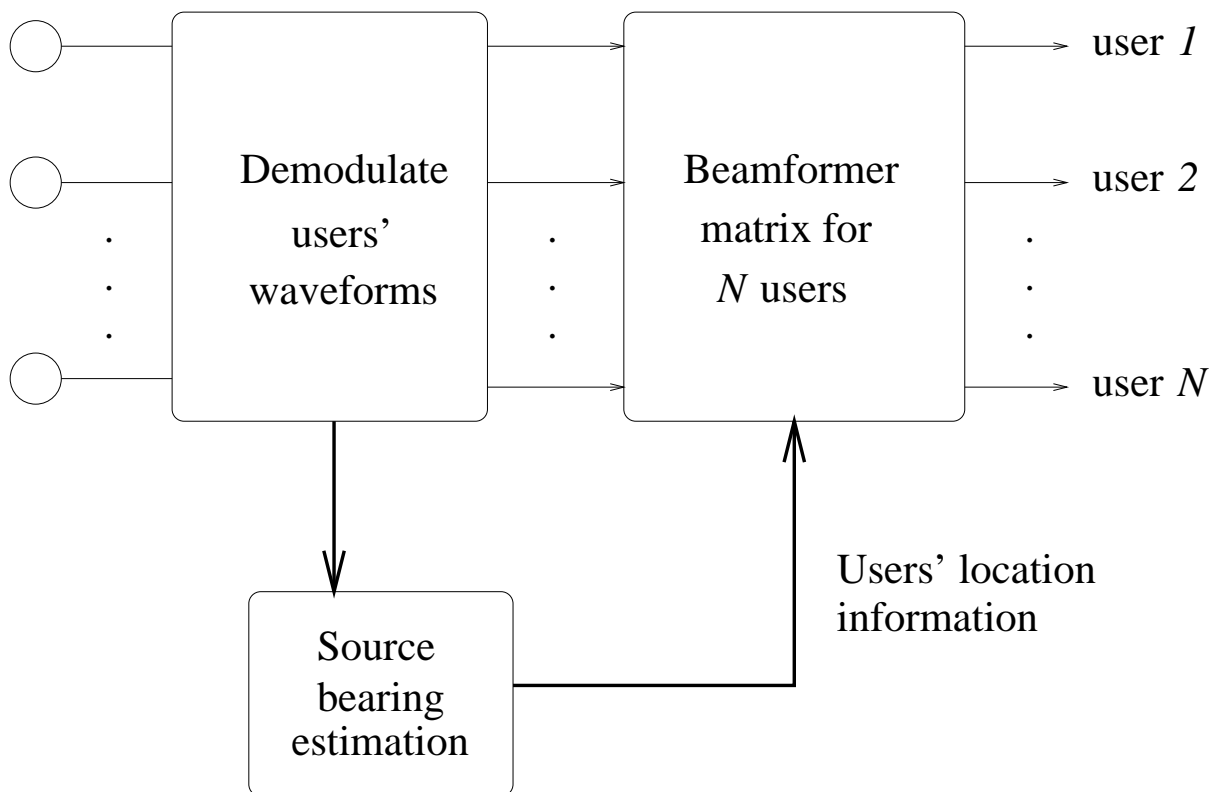 user 1
Demodulate
users’
waveforms
Beamformer
matrix for
N users
user 2
user N
Users’ location
information
Source
bearing
estimation